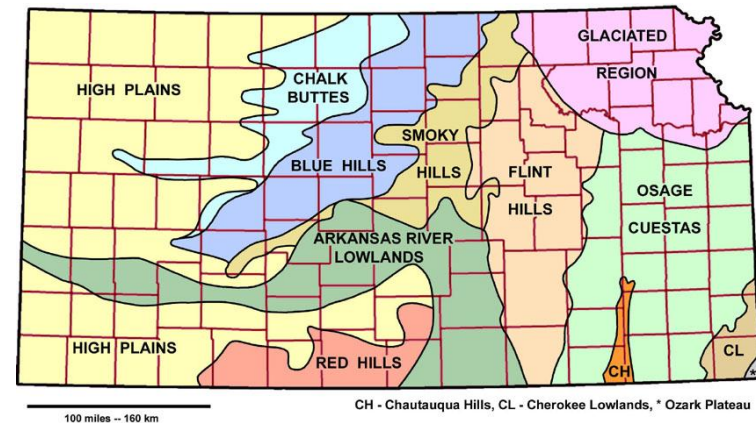 GLACIATED
REGION
HIGH PLAINS
CHALK
BUTTES
SMOKY
HILLS
BLUE HILLS
FLINT
HILLS
OSAGE
CUESTAS
ARKANSAS RIVER
LOWLANDS
HIGH PLAINS
RED HILLS
CH
CL
*
100 miles -- 160 km
CH - Chautauqua Hills, CL - Cherokee Lowlands, * Ozark Plateau